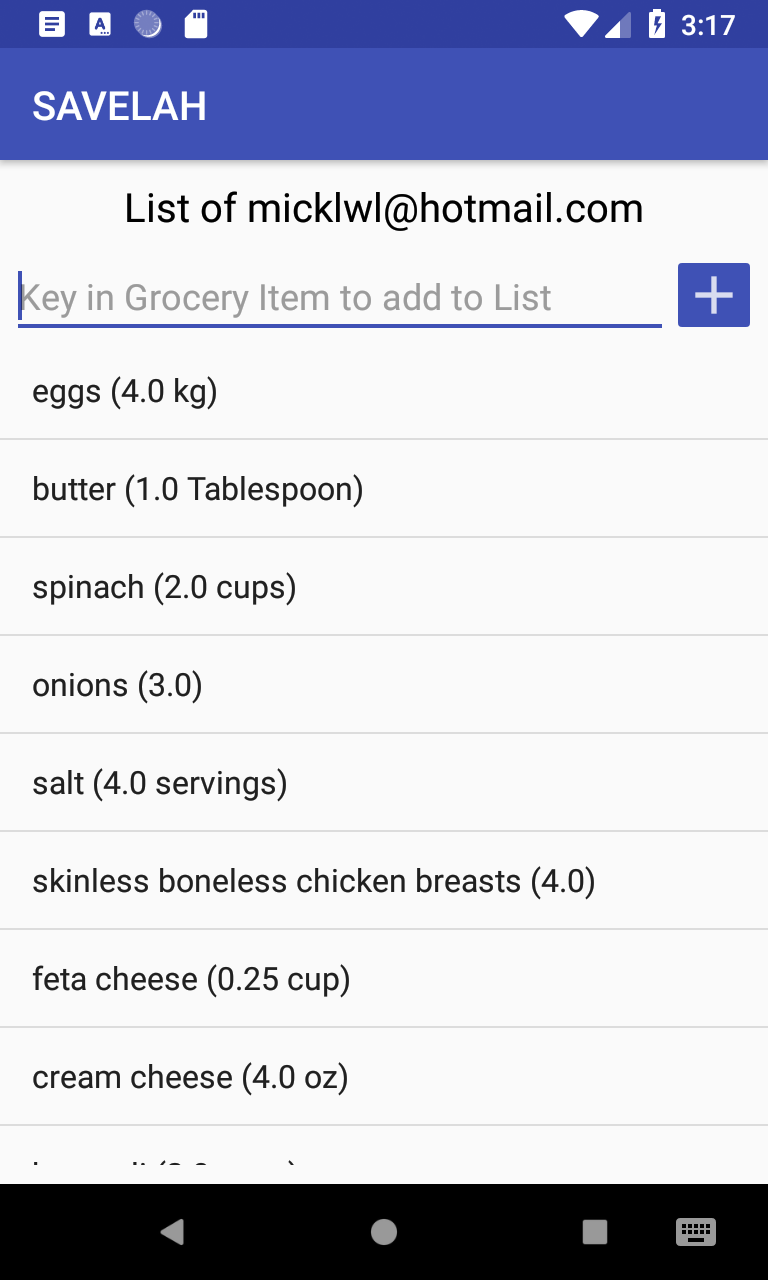 3:17
SAVELAH
List of micklwl@hotmail.com
Key in Grocery Item to add to List
eggs (4.0 kg)
butter (1.0 Tablespoon)
spinach (2.0 cups)
onions (3.0)
salt (4.0 servings)
skinless boneless chicken breasts (4.0)
feta cheese (0.25 cup)
cream cheese (4.0 oz)